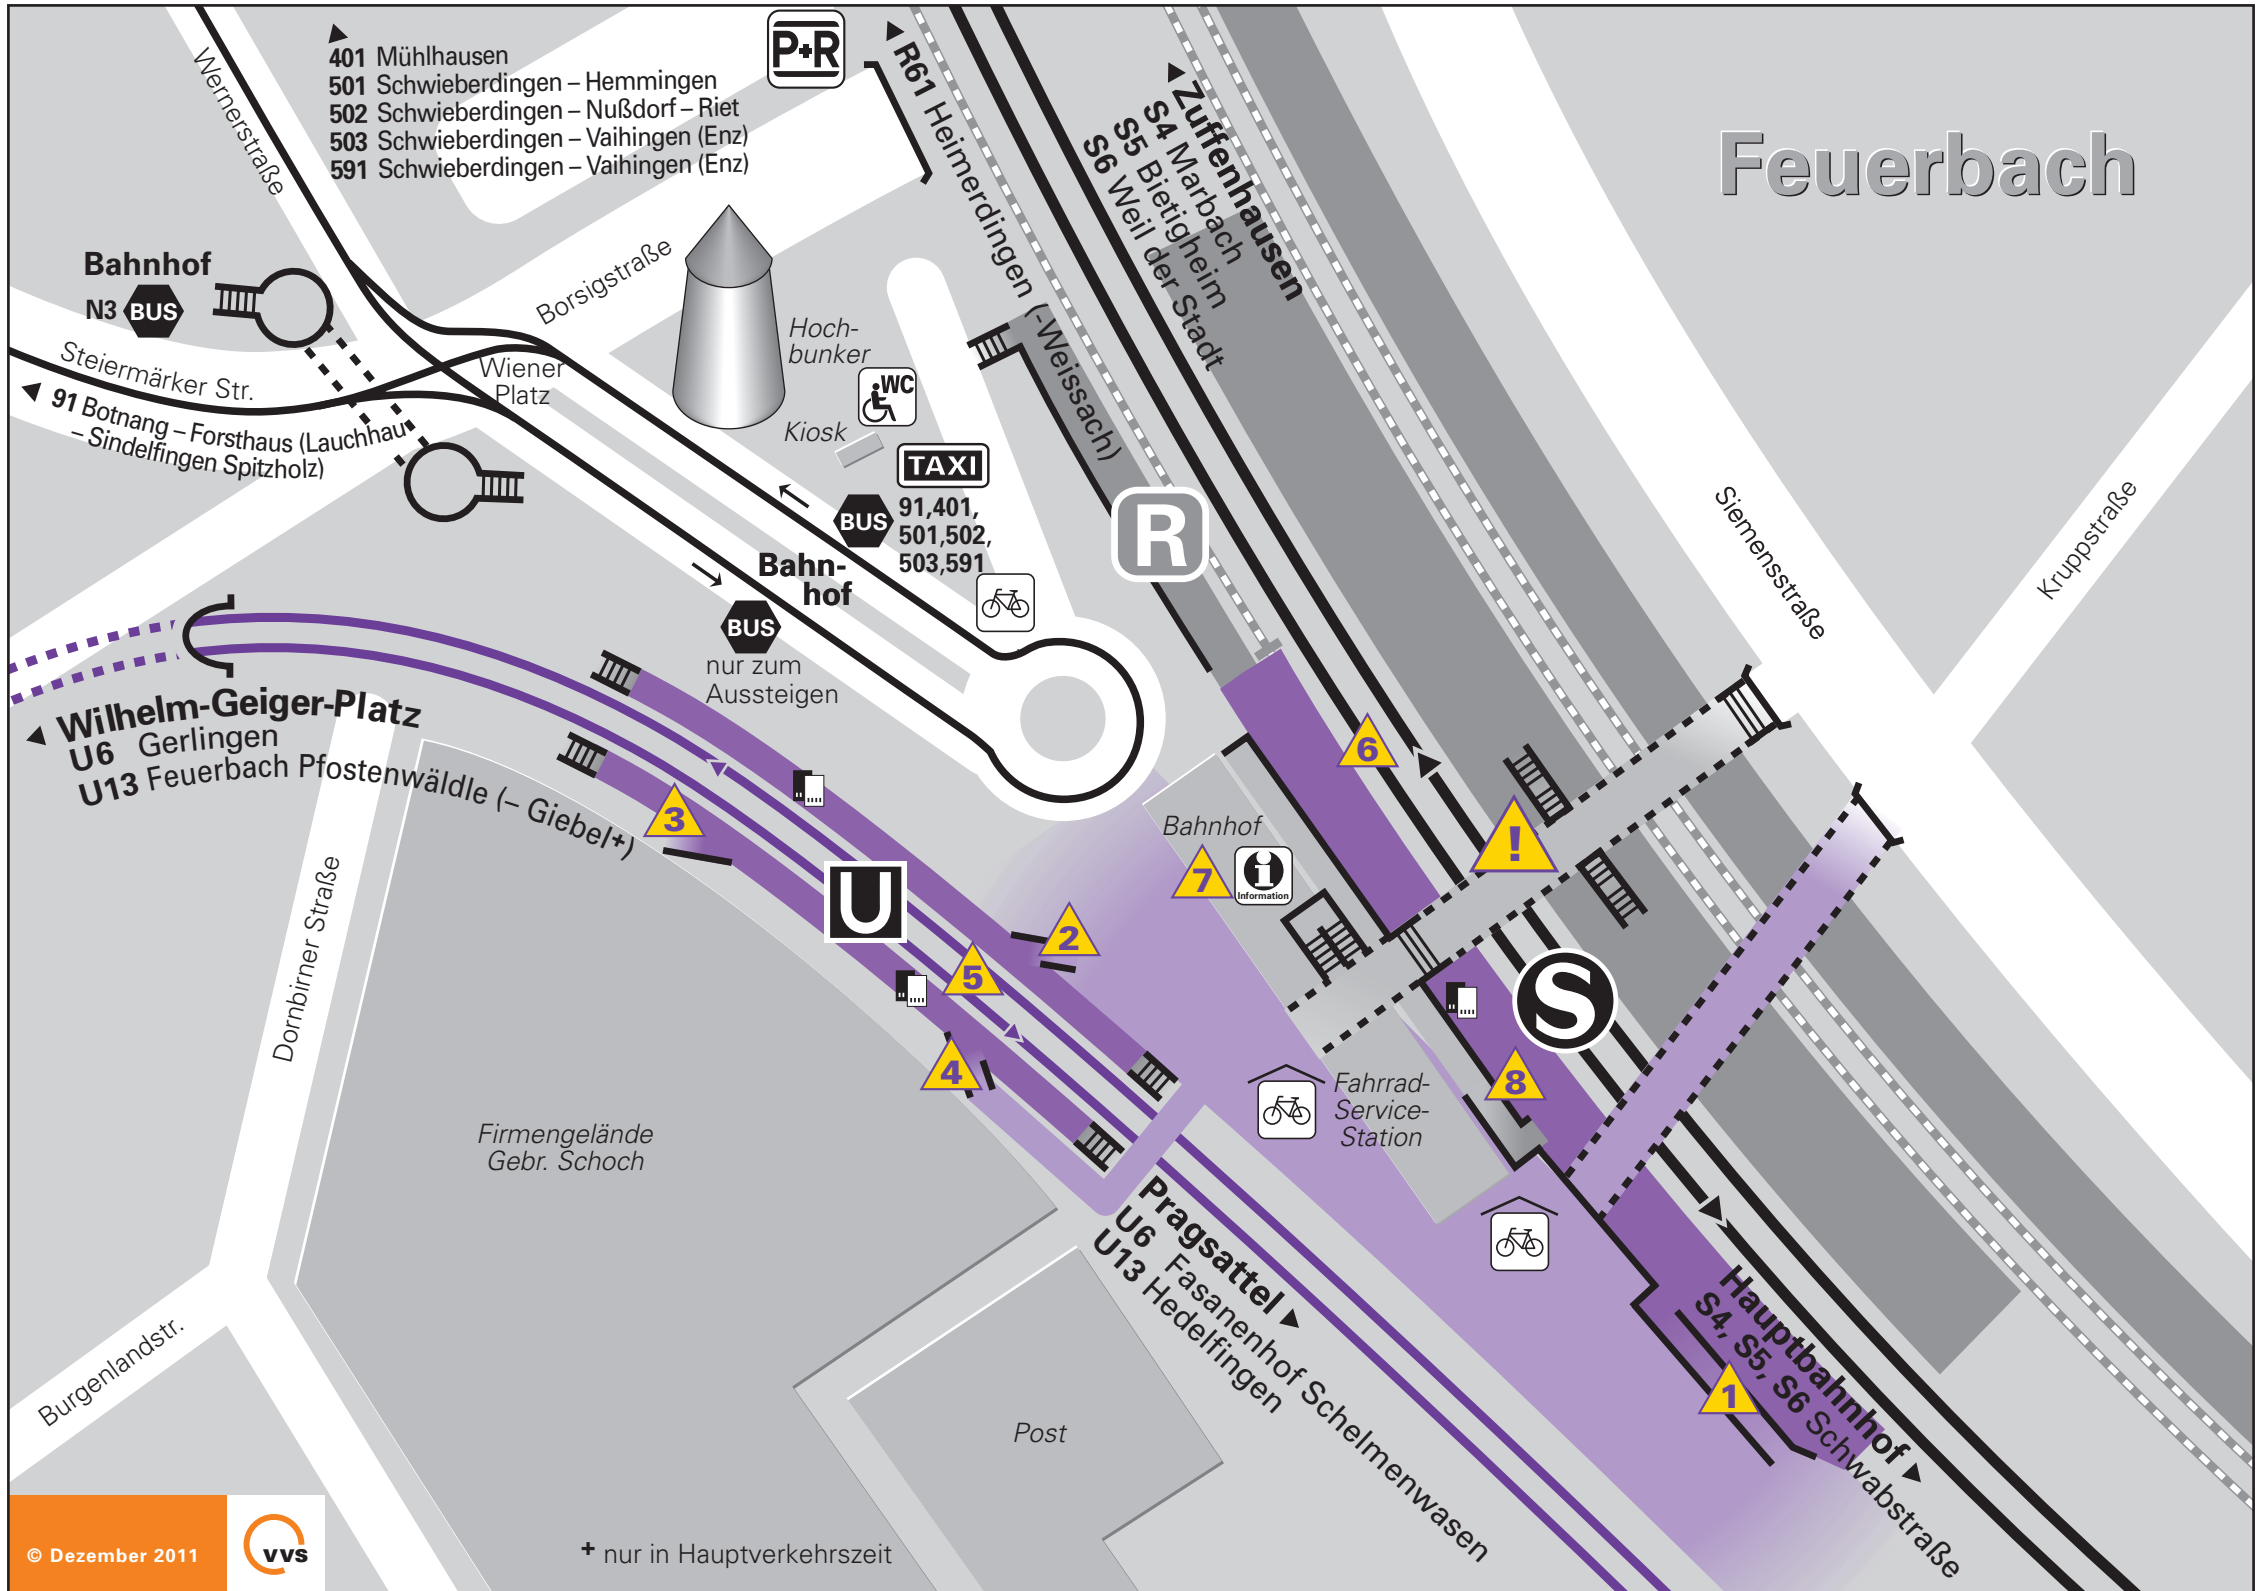 Feuerbach
401 Mühlhausen
501 Schwieberdingen – Hemmingen
502 Schwieberdingen – Nußdorf – Riet
503 Schwieberdingen – Vaihingen (Enz)
591 Schwieberdingen – Vaihingen (Enz)
P+R
R61 Heimerdingen (-Weissach)
Zuffenhausen
S4 Marbach
S5 Bietigheim
S6 Weil der Stadt
Wernerstraße
Bahnhof
N3 BUS
Steiermärker Str.
91 Botnang – Forsthaus (Lauchhau
– Sindelfingen Spitzholz)
Borsigstraße
Wiener
Platz
Hoch-
bunker
WC
Kiosk
TAXI
BUS
91,401,
501,502,
503,591
Bahn-
hof
BUS
nur zum
Aussteigen
R
Siemensstraße
Kruppstraße
Wilhelm-Geiger-Platz
U6 Gerlingen
U13 Feuerbach Pfostenwäldle (– Giebel+)
3
U
6
!
Bahnhof
7
i
Information
2
5
4
S
8
Fahrrad-
Service-
Station
Dornbirner Straße
Firmengelände
Gebr. Schoch
Pragsattel
U6 Fasanenhof Schelmenwasen
U13 Hedelfingen
Hauptbahnhof
S4, S5, S6 Schwabstraße
1
Burgenlandstr.
Post
+ nur in Hauptverkehrszeit
© Dezember 2011
vvs